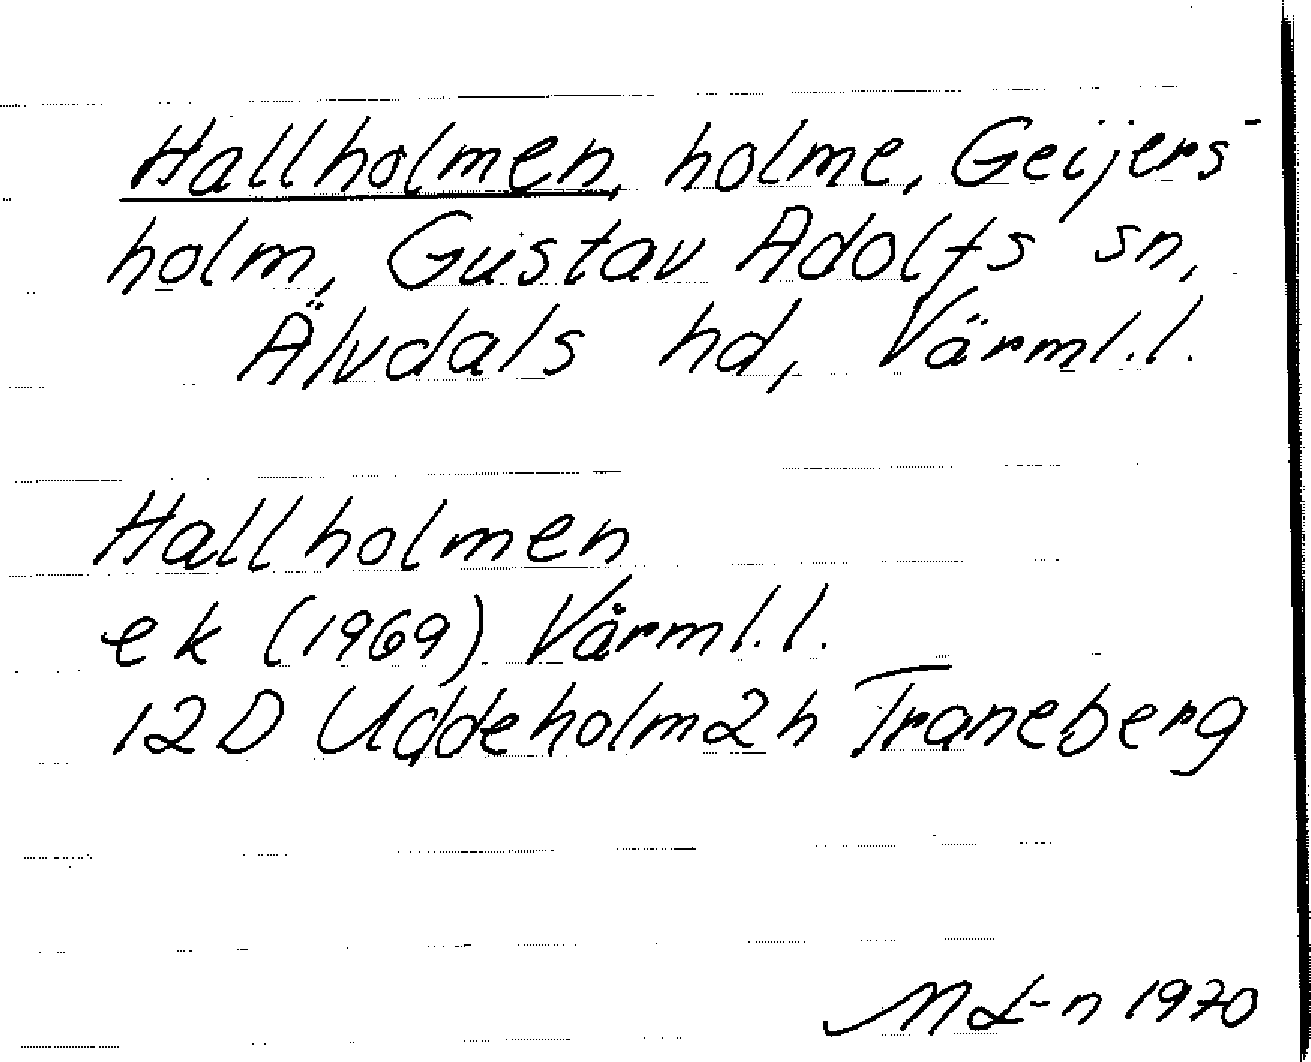 Hallholmen, holme, Geijers-
holm, Gustav Adolfs sn,
Älvdals hd, Värml.l.
Hallholmen
ek (1969) Värml.l.
12D Uddeholm 2h Traneberg
M L-n 1970